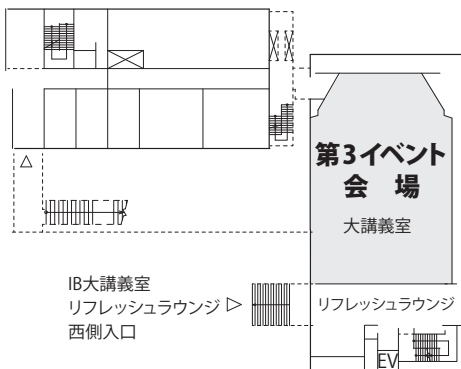 第3イベント
会場
大講義室
IB大講義室
リフレッシュラウンジ ▷
西側入口
リフレッシュラウンジ
EV